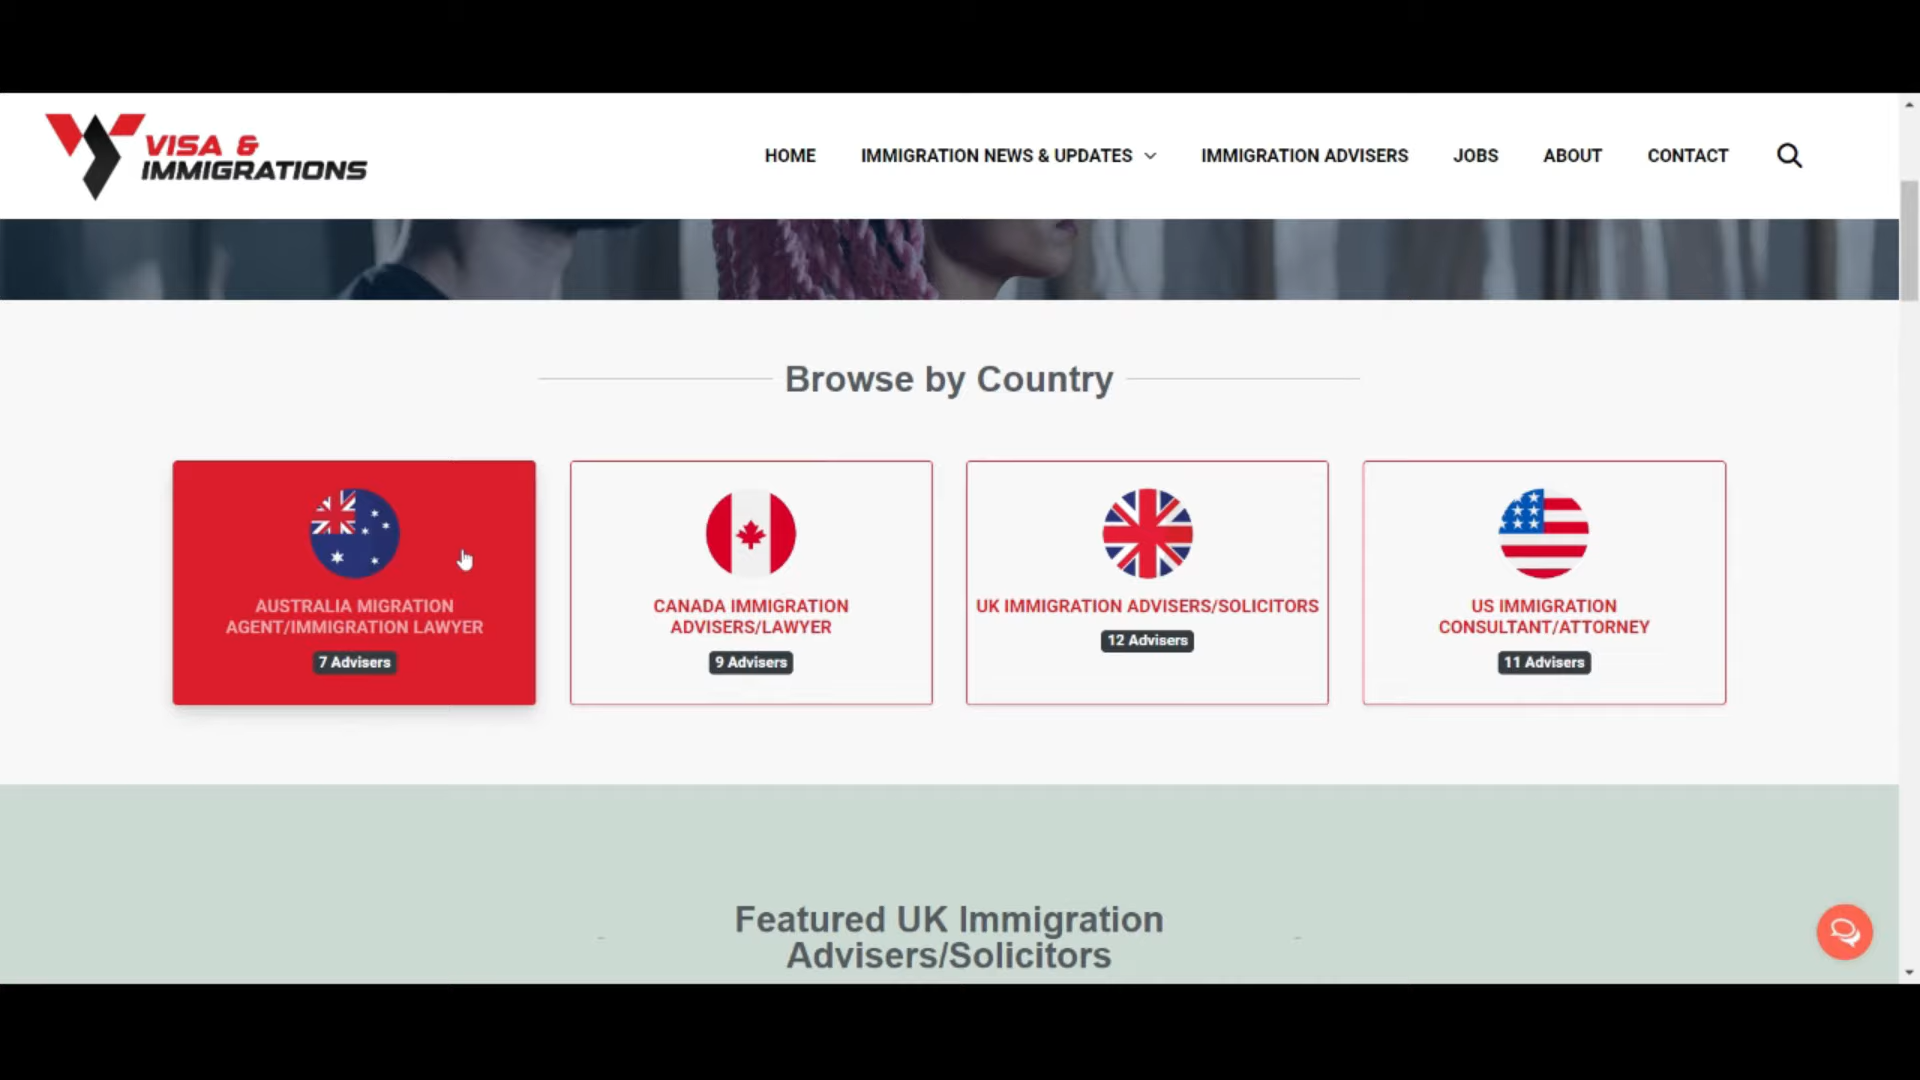 VISA &
IMMIGRATIONS
HOME
IMMIGRATION NEWS & UPDATES
IMMIGRATION ADVISERS
JOBS
ABOUT
CONTACT
Browse by Country
AUSTRALIA MIGRATION
AGENT/IMMIGRATION LAWYER
7 Advisers
CANADA IMMIGRATION
ADVISERS/LAWYER
9 Advisers
UK IMMIGRATION ADVISERS/SOLICITORS
12 Advisers
US IMMIGRATION
CONSULTANT/ATTORNEY
11 Advisers
Featured UK Immigration
Advisers/Solicitors